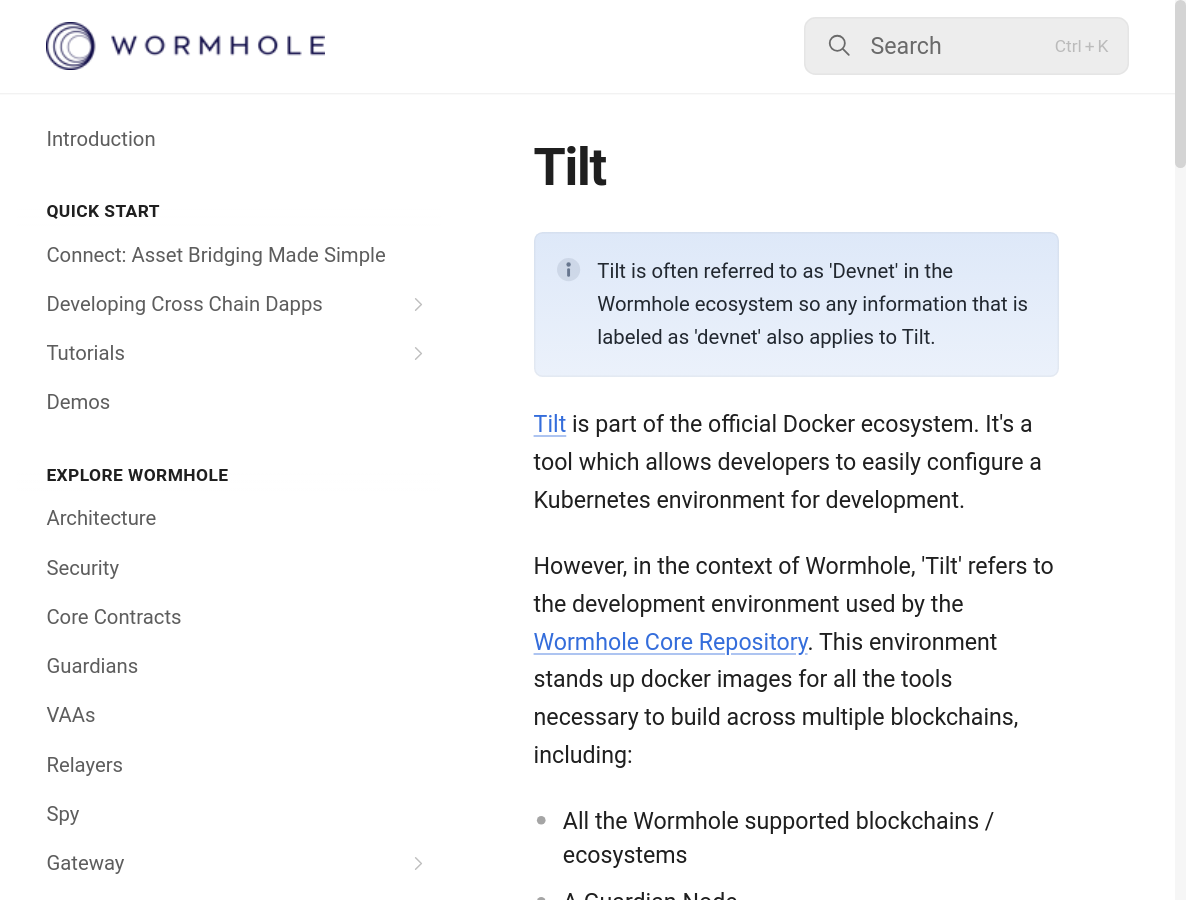 WORMHOLE
Search
Ctrl + K
Introduction
QUICK START
Connect: Asset Bridging Made Simple
Developing Cross Chain Dapps
Tutorials
Demos
EXPLORE WORMHOLE
Architecture
Security
Core Contracts
Guardians
VAAs
Relayers
Spy
Gateway
Tilt
Tilt is often referred to as 'Devnet' in the
Wormhole ecosystem so any information that is
labeled as 'devnet' also applies to Tilt.
Tilt is part of the official Docker ecosystem. It's a
tool which allows developers to easily configure a
Kubernetes environment for development.
However, in the context of Wormhole, 'Tilt' refers to
the development environment used by the
Wormhole Core Repository. This environment
stands up docker images for all the tools
necessary to build across multiple blockchains,
including:
All the Wormhole supported blockchains /
ecosystems
A Guardian Node